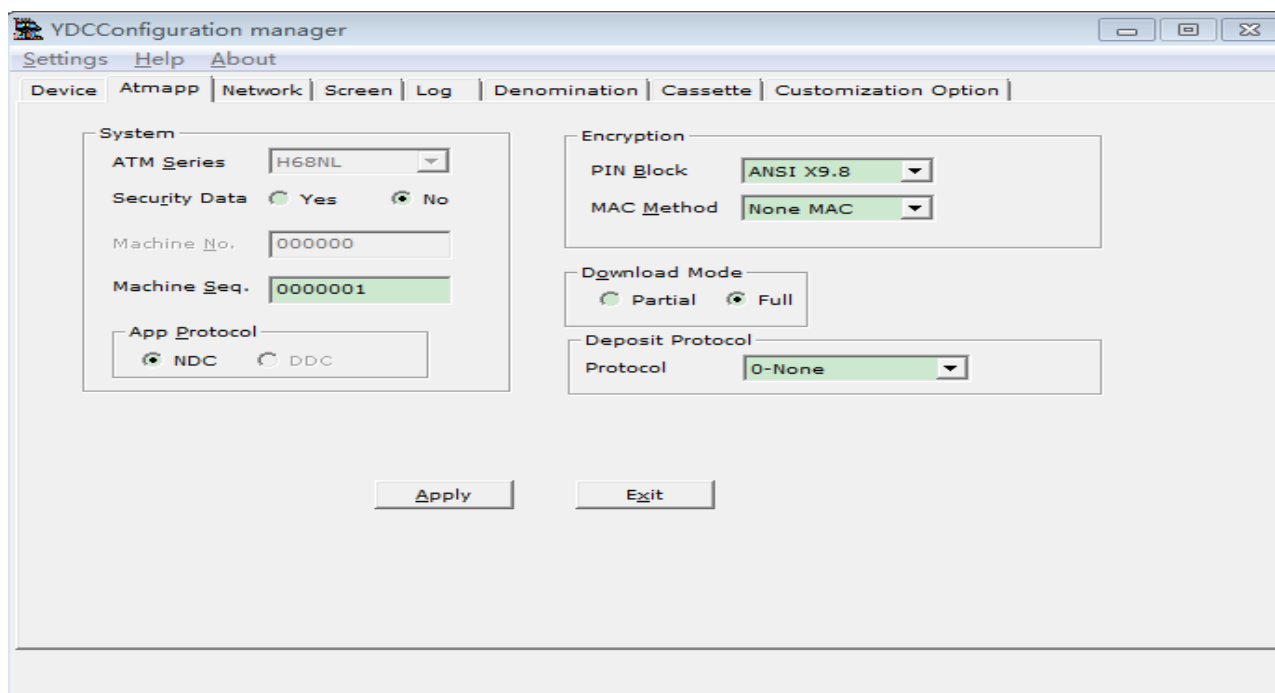 YDCConfiguration manager
Settings Help About
Device Atmapp Network Screen Log Denomination Cassette Customization Option
System
ATM Series H68NL
Security Data Yes No
Machine No. 000000
Machine Seq. 0000001
App Protocol
NDC DDC
Encryption
PIN Block ANSI X9.8
MAC Method None MAC
Download Mode
Partial Full
Deposit Protocol
Protocol 0-None
Apply Exit